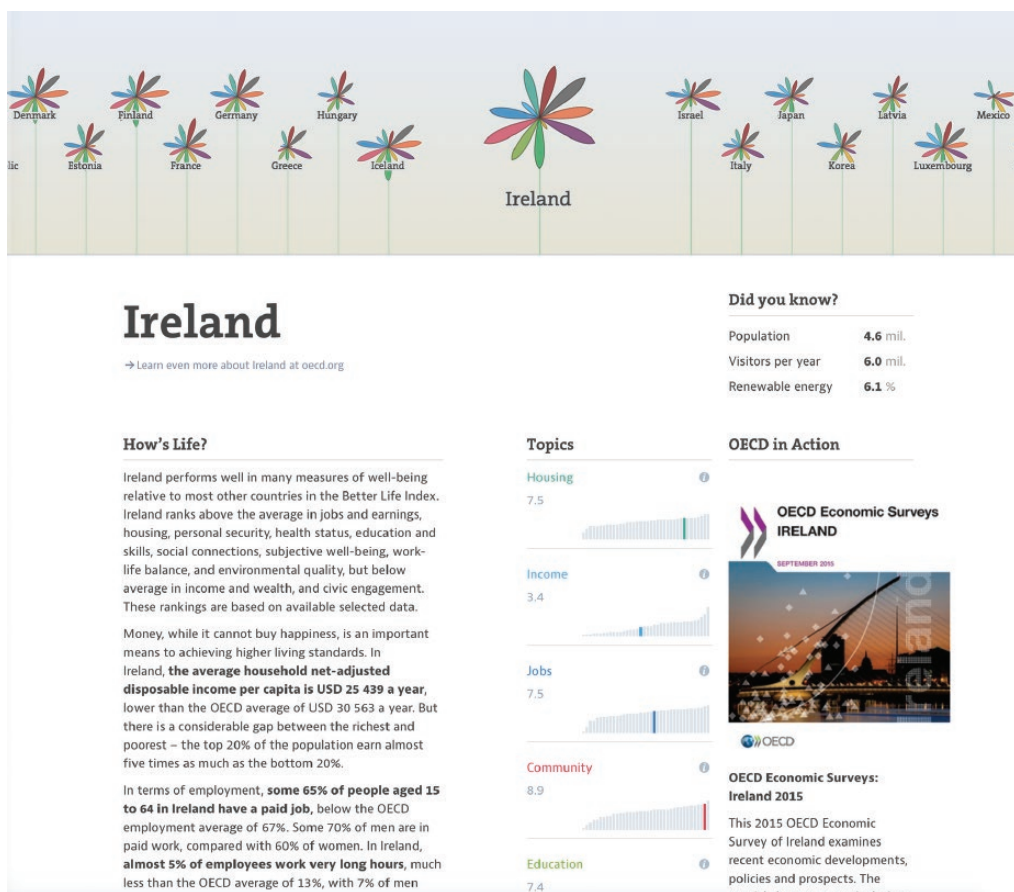 Denmark
Finland
Germany
Hungary
Israel
Japan
Latvia
Mexico
lic
Estonia
France
Greece
Iceland
Italy
Korea
Luxembourg
Ireland
Ireland
→ Learn even more about Ireland at oecd.org
Did you know?
Population 4.6 mil.
Visitors per year 6.0 mil.
Renewable energy 6.1 %
How's Life?
Ireland performs well in many measures of well-being
relative to most other countries in the Better Life Index.
Ireland ranks above the average in jobs and earnings,
housing, personal security, health status, education and
skills, social connections, subjective well-being, work-
life balance, and environmental quality, but below
average in income and wealth, and civic engagement.
These rankings are based on available selected data.
Money, while it cannot buy happiness, is an important
means to achieving higher living standards. In
Ireland, the average household net-adjusted
disposable income per capita is USD 25 439 a year,
lower than the OECD average of USD 30 563 a year. But
there is a considerable gap between the richest and
poorest – the top 20% of the population earn almost
five times as much as the bottom 20%.
In terms of employment, some 65% of people aged 15
to 64 in Ireland have a paid job, below the OECD
employment average of 67%. Some 70% of men are in
paid work, compared with 60% of women. In Ireland,
almost 5% of employees work very long hours, much
less than the OECD average of 13%, with 7% of men
Topics
Housing
7.5
Income
3.4
Jobs
7.5
Community
8.9
Education
7.4
OECD in Action
OECD Economic Surveys
IRELAND
SEPTEMBER 2015
Ireland
OECD
OECD Economic Surveys:
Ireland 2015
This 2015 OECD Economic
Survey of Ireland examines
recent economic developments,
policies and prospects. The